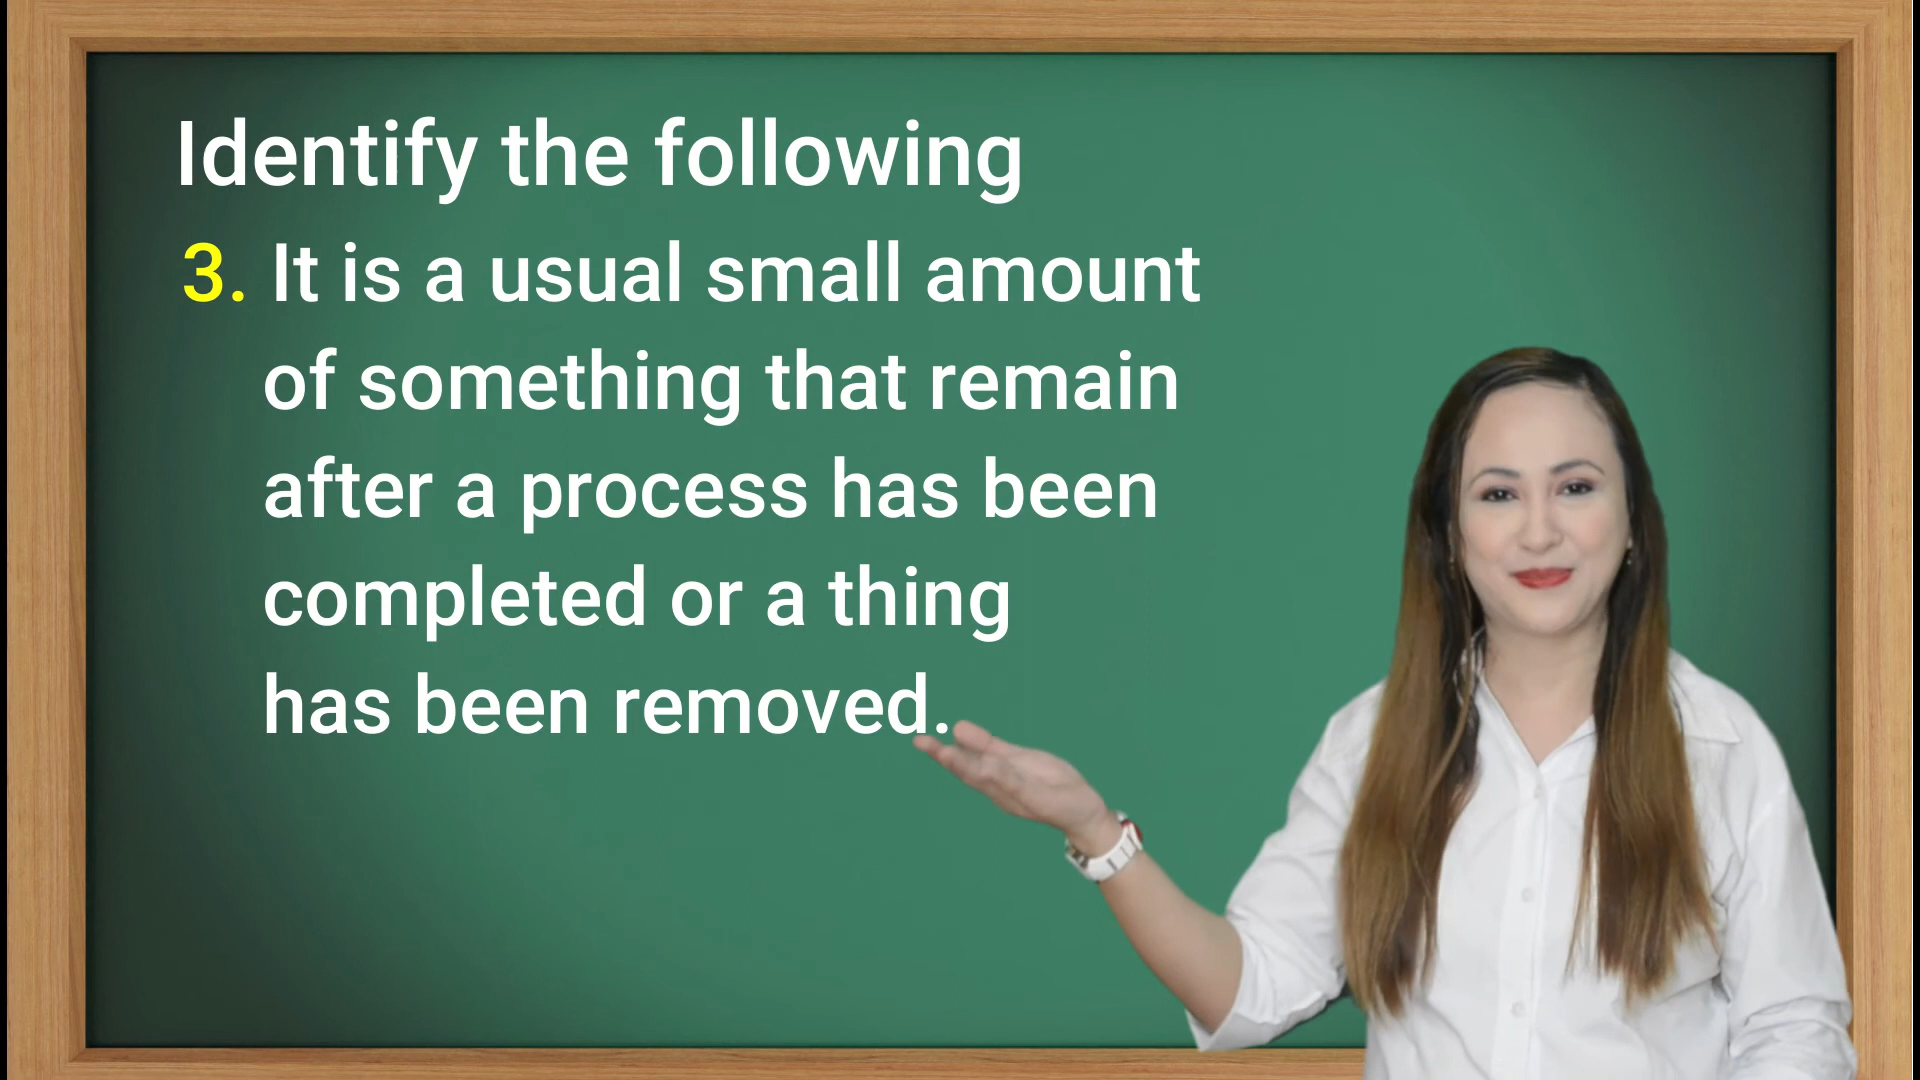 Identify the following
3. It is a usual small amount
of something that remain
after a process has been
completed or a thing
has been removed.